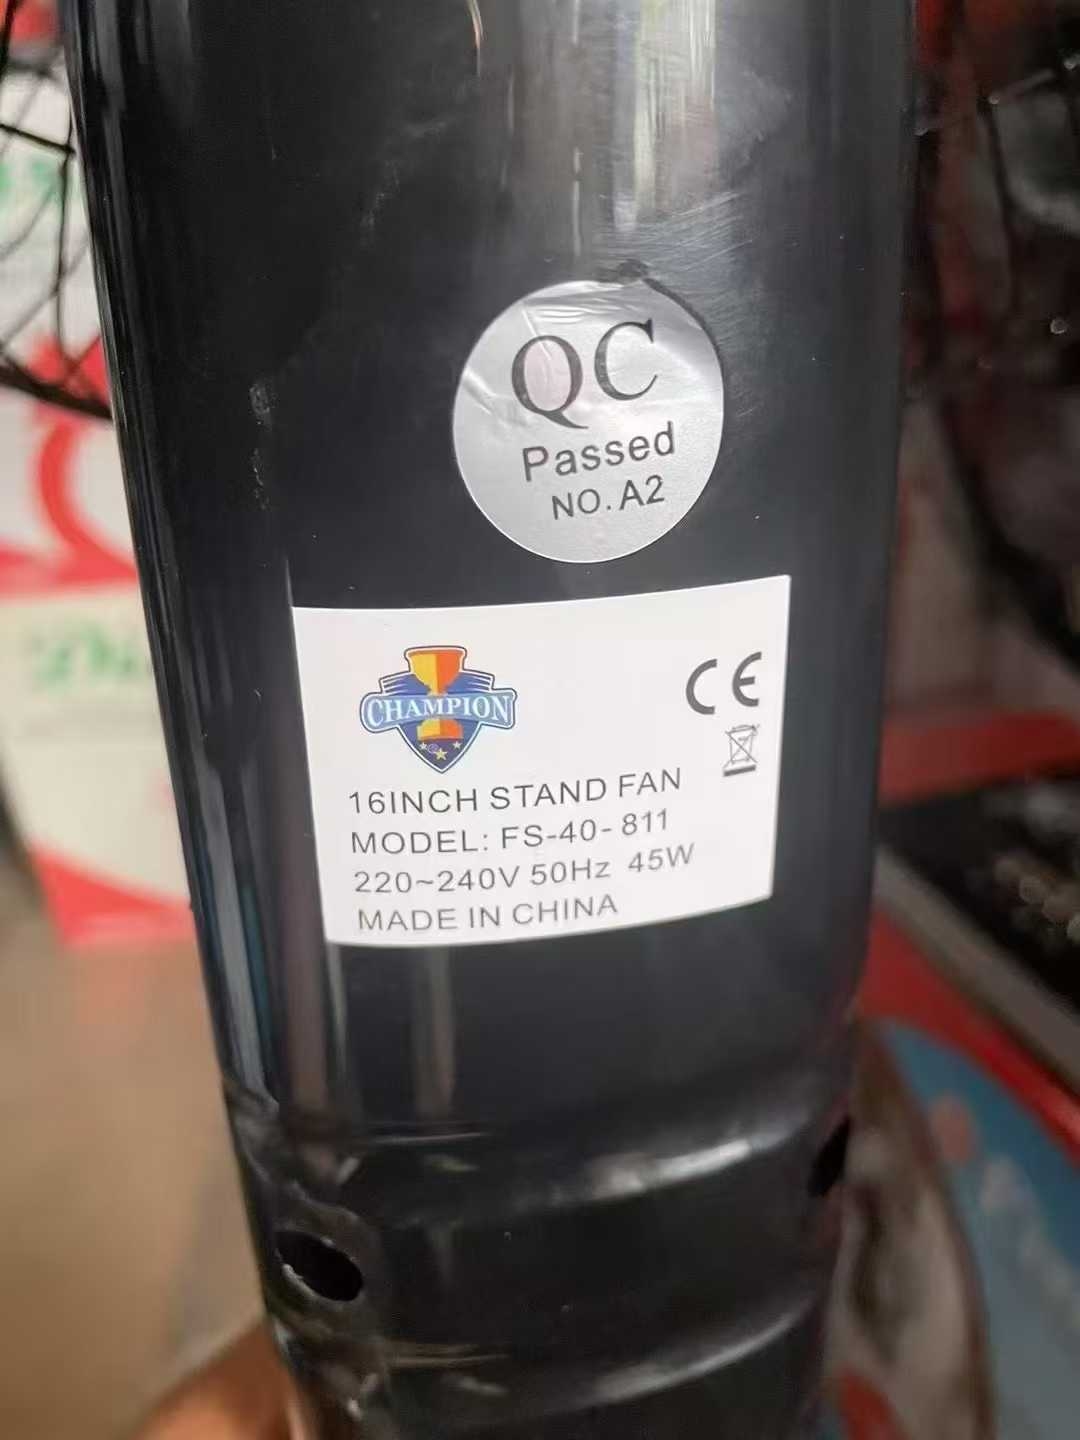 QC
Passed
NO. A2
CHAMPION
CE
16INCH STAND FAN
MODEL: FS-40-811
220~240V 50Hz 45W
MADE IN CHINA